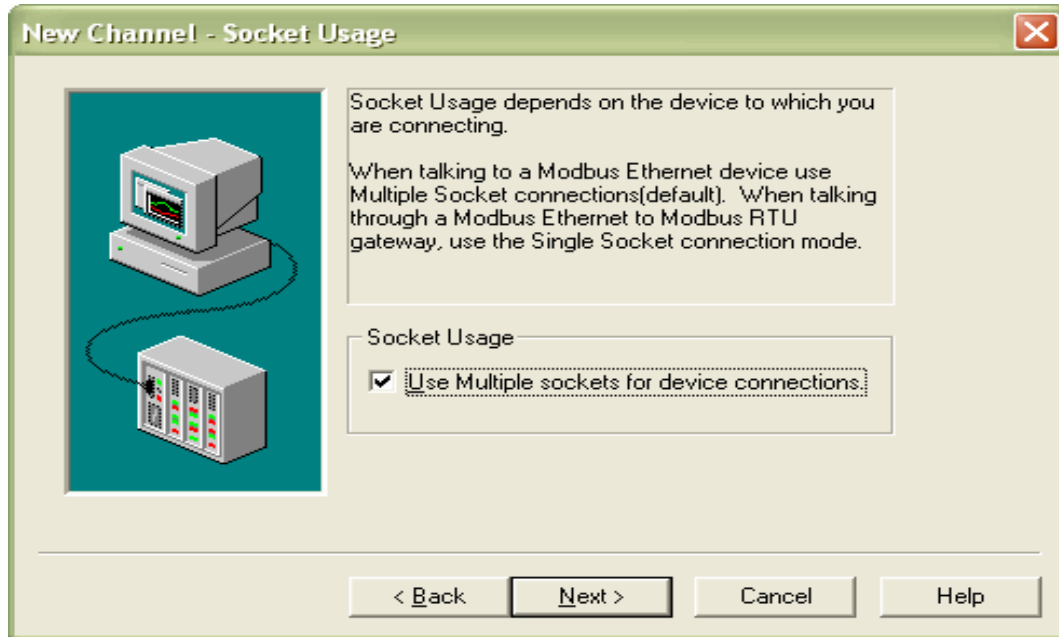 New Channel - Socket Usage
Socket Usage depends on the device to which you
are connecting.
When talking to a Modbus Ethernet device use
Multiple Socket connections(default).  When talking
through a Modbus Ethernet to Modbus RTU
gateway, use the Single Socket connection mode.
Socket Usage
Use Multiple sockets for device connections.
< Back
Next >
Cancel
Help